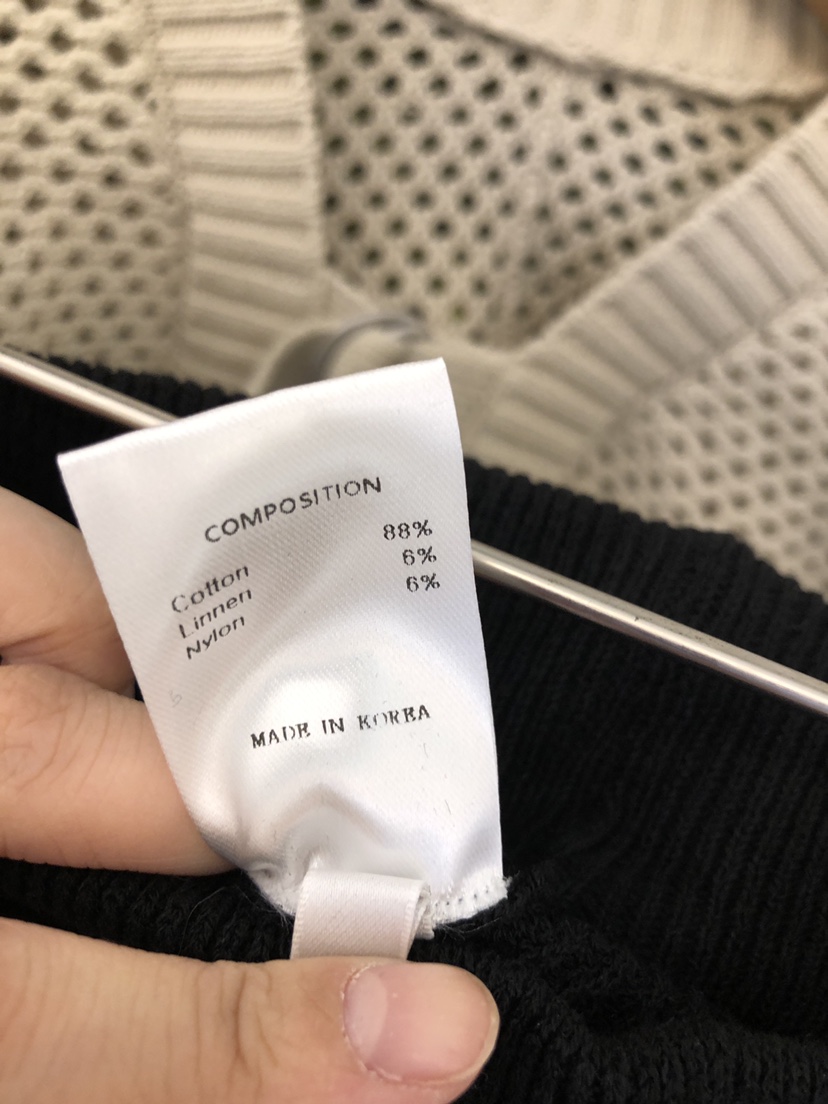 COMPOSITION
Cotton 88%
Linnen 6%
Nylon 6%
MADE IN KOREA